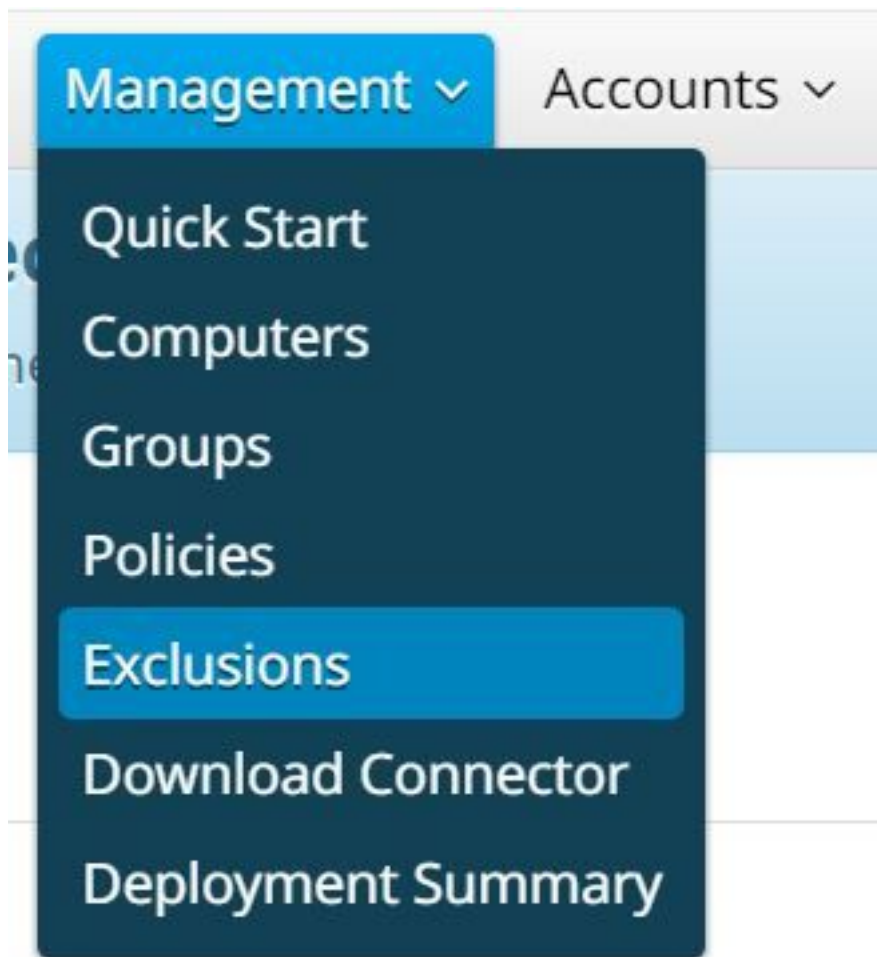 Management Accounts
Quick Start
Computers
Groups
Policies
Exclusions
Download Connector
Deployment Summary